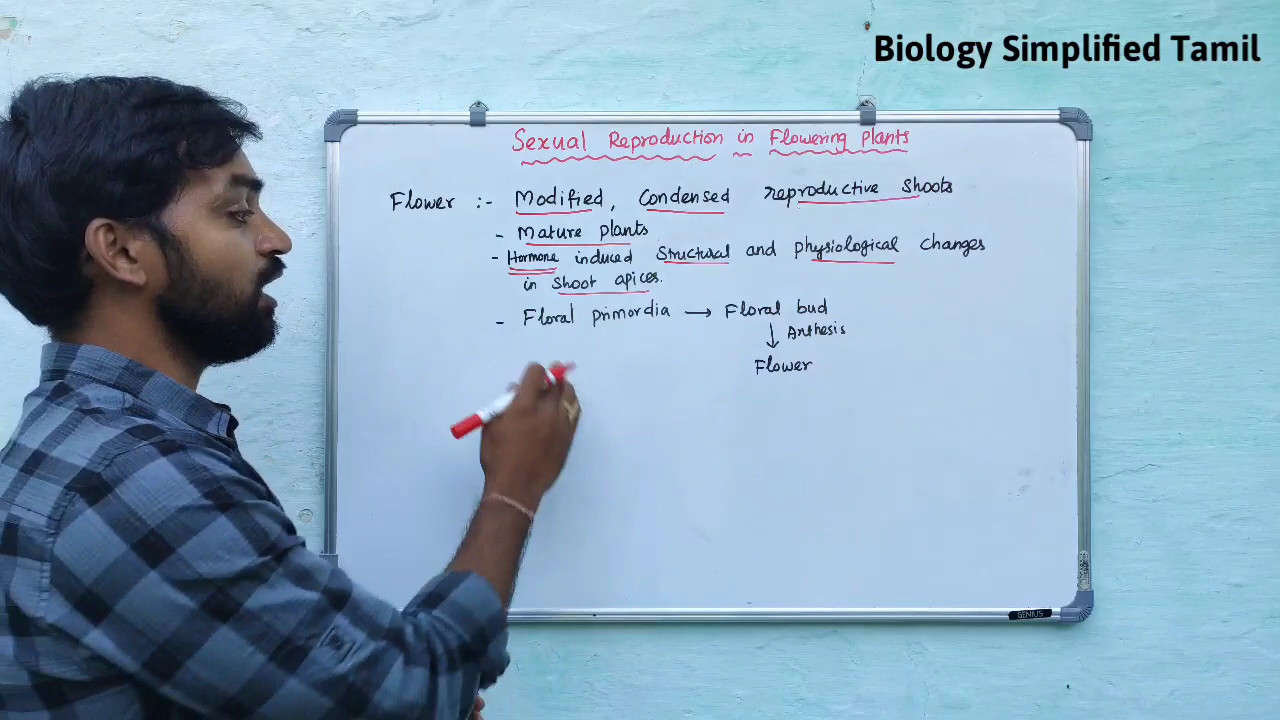 Biology Simplified Tamil
Sexual Reproduction in Flowering Plants
Flower :- Modified, Condensed reproductive Shoots
- Mature plants.
- Hormone induced Structural and physiological changes
in Shoot apices.
- Floral primordia → Floral bud
↓ Anthesis
Flower
GENIUS